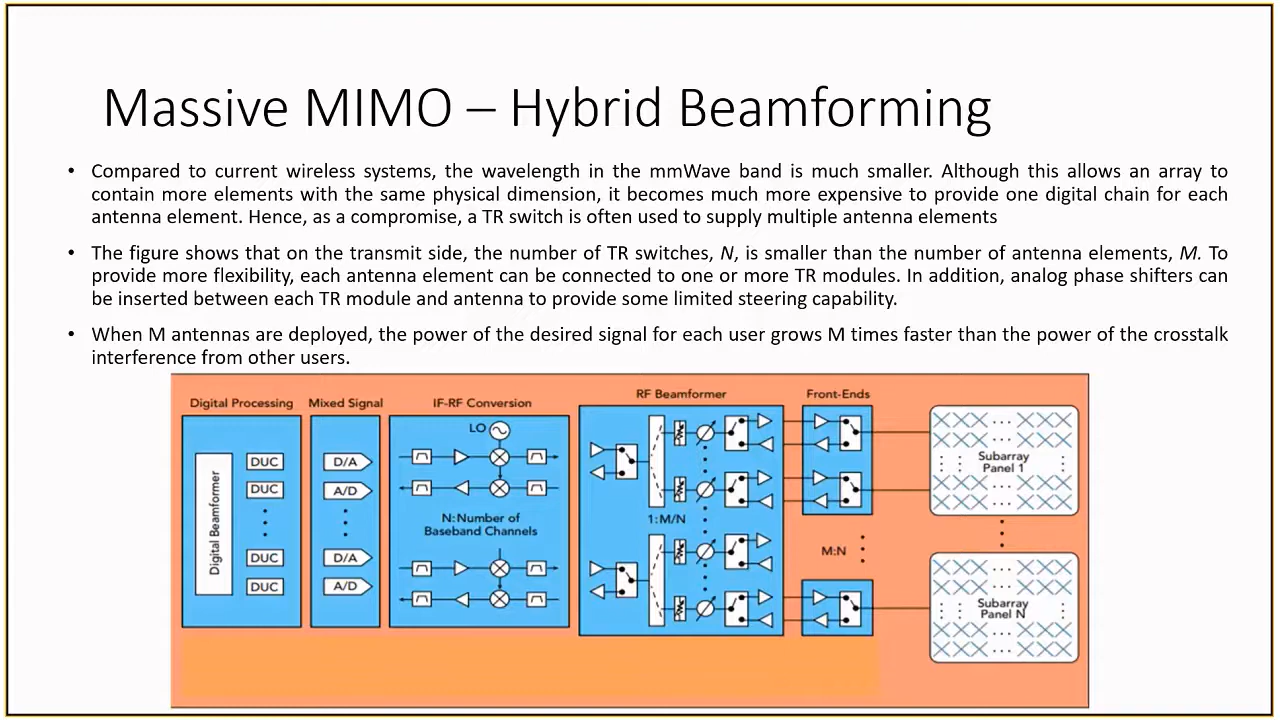 Massive MIMO – Hybrid Beamforming
• Compared to current wireless systems, the wavelength in the mmWave band is much smaller. Although this allows an array to
contain more elements with the same physical dimension, it becomes much more expensive to provide one digital chain for each
antenna element. Hence, as a compromise, a TR switch is often used to supply multiple antenna elements
• The figure shows that on the transmit side, the number of TR switches, N, is smaller than the number of antenna elements, M. To
provide more flexibility, each antenna element can be connected to one or more TR modules. In addition, analog phase shifters can
be inserted between each TR module and antenna to provide some limited steering capability.
• When M antennas are deployed, the power of the desired signal for each user grows M times faster than the power of the crosstalk
interference from other users.
Digital Processing
Mixed Signal
IF-RF Conversion
RF Beamformer
Front-Ends
Digital Beamformer
DUC
DUC
DUC
DUC
D/A
A/D
D/A
A/D
LO
N: Number of
Baseband Channels
1:M/N
M:N
Subarray
Panel 1
Subarray
Panel N